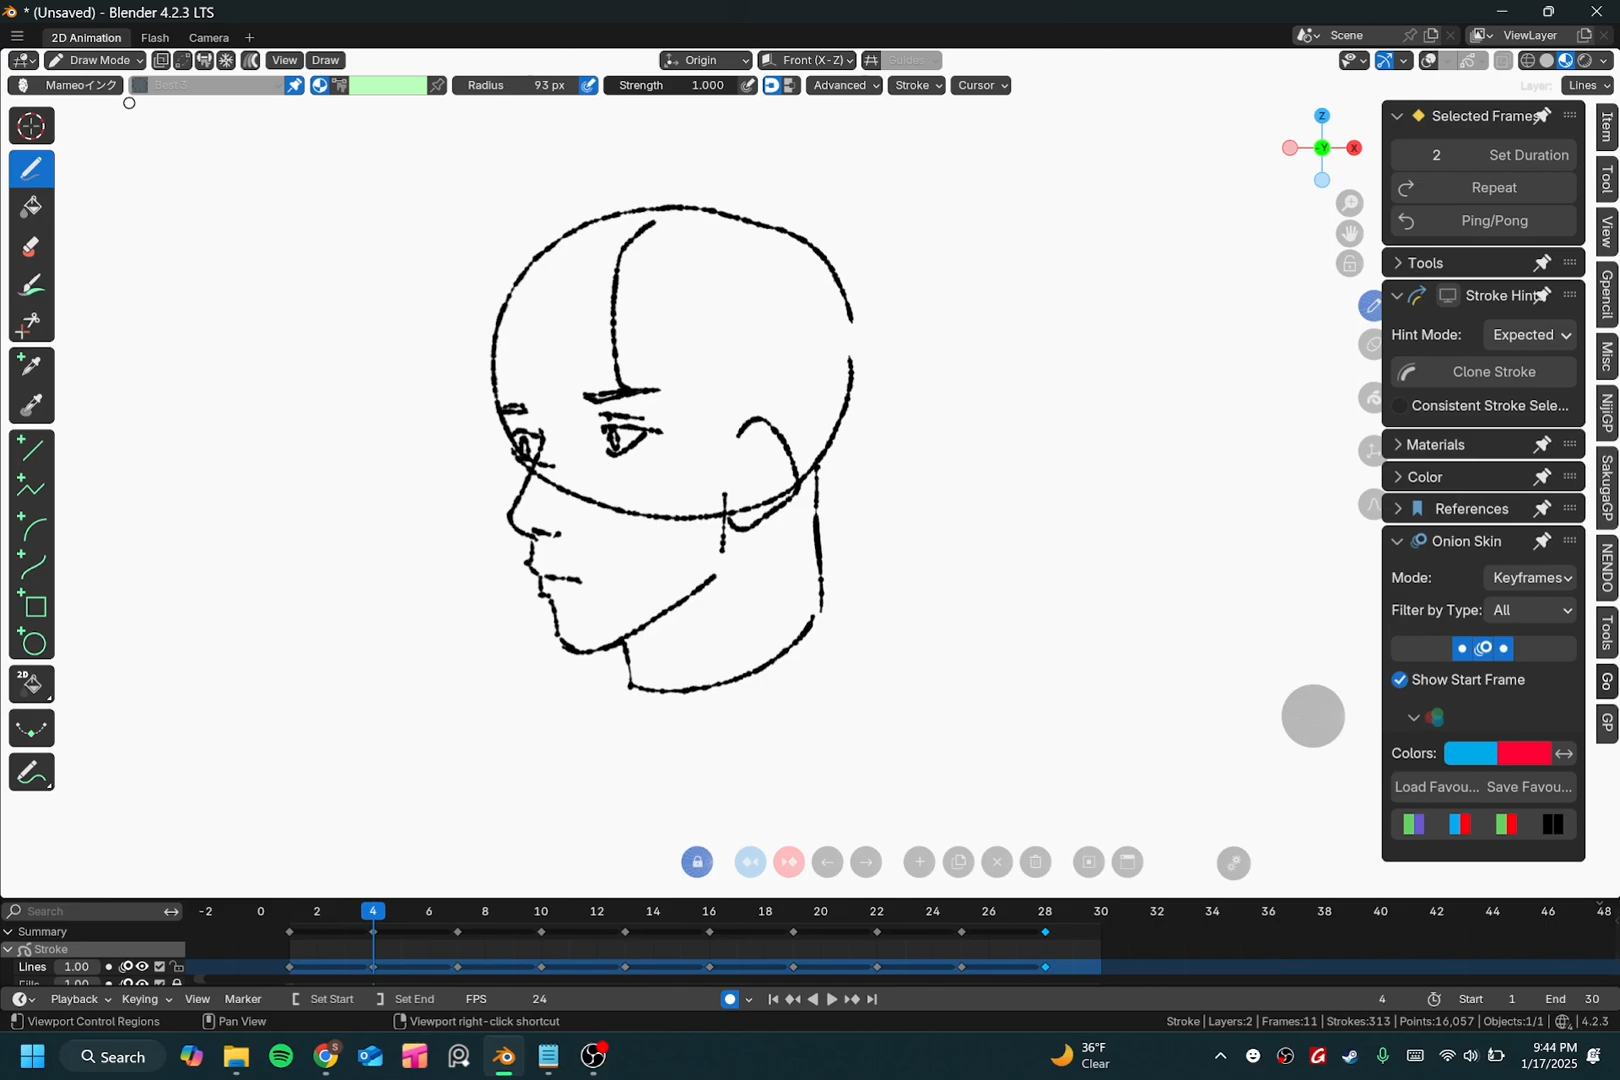 * (Unsaved) - Blender 4.2.3 LTS
2D Animation Flash Camera + Scene ViewLayer
Draw Mode View Draw Origin Front (X-Z) Guides
Mameoインク Best 3 Radius 93 px Strength 1.000 Advanced Stroke Cursor Layer: Lines
Z
-Y X
Selected Frames
2 Set Duration
Repeat
Ping/Pong
Tools
Stroke Hint
Hint Mode: Expected
Clone Stroke
Consistent Stroke Sele...
Materials
Color
References
Onion Skin
Mode: Keyframes
Filter by Type: All
Show Start Frame
Colors:
Load Favou... Save Favou...
Item
Tool
View
Gpencil
Misc
NijiGP
SakugaGP
NENDO
Tools
Go
GP
2D
Search -2 0 2 4 6 8 10 12 14 16 18 20 22 24 26 28 30 32 34 36 38 40 42 44 46 48
Summary
Stroke
Lines 1.00
Fills 1.00
Playback Keying View Marker [ Set Start ] Set End FPS 24 4 Start 1 End 30
Viewport Control Regions Pan View Viewport right-click shortcut Stroke | Layers:2 | Frames:11 | Strokes:313 | Points:16,057 | Objects:1/1 | 4.2.3
Search 36°F
Clear
9:44 PM
1/17/2025